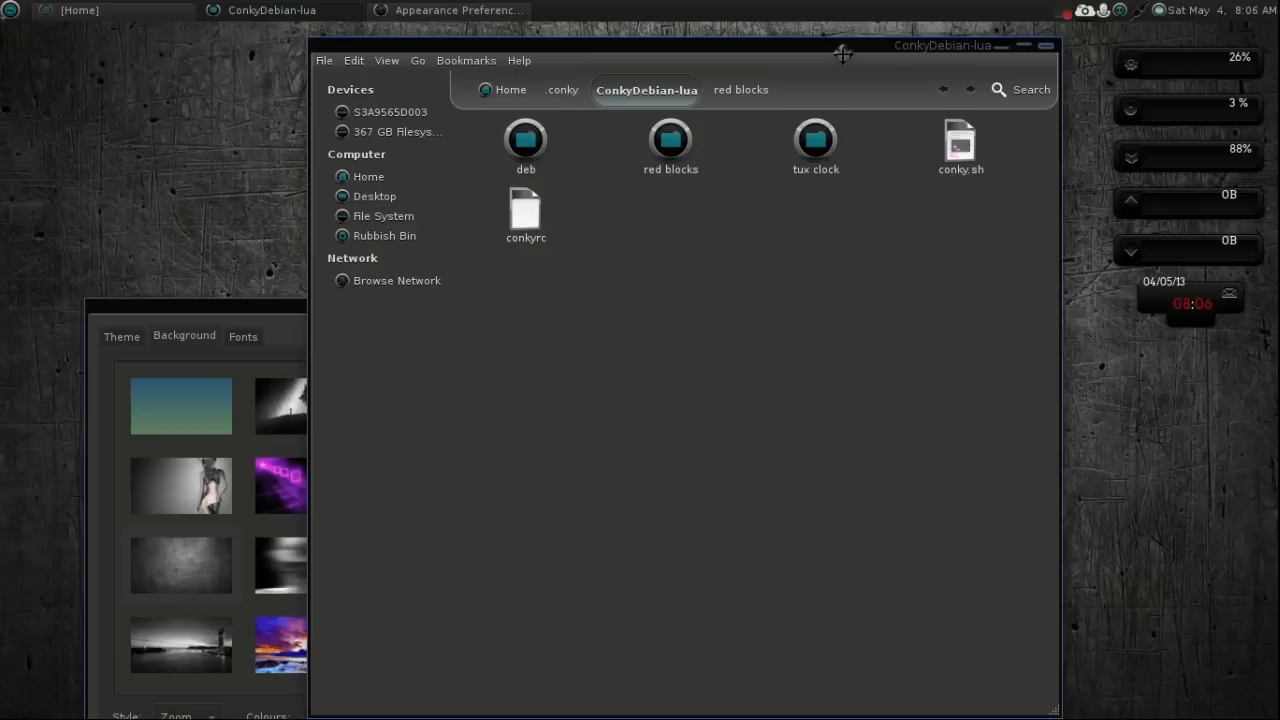 [Home] ConkyDebian-lua Appearance Preferenc... Sat May 4, 8:06 AM
ConkyDebian-lua
File Edit View Go Bookmarks Help
Home .conky ConkyDebian-lua red blocks Search
Devices
S3A9565D003
367 GB Filesys...
Computer
Home
Desktop
File System
Rubbish Bin
Network
Browse Network
deb red blocks tux clock conky.sh
conkyrc
26%
3 %
88%
0B
0B
04/05/13
08:06
Theme Background Fonts
Style: Zoom Colours: